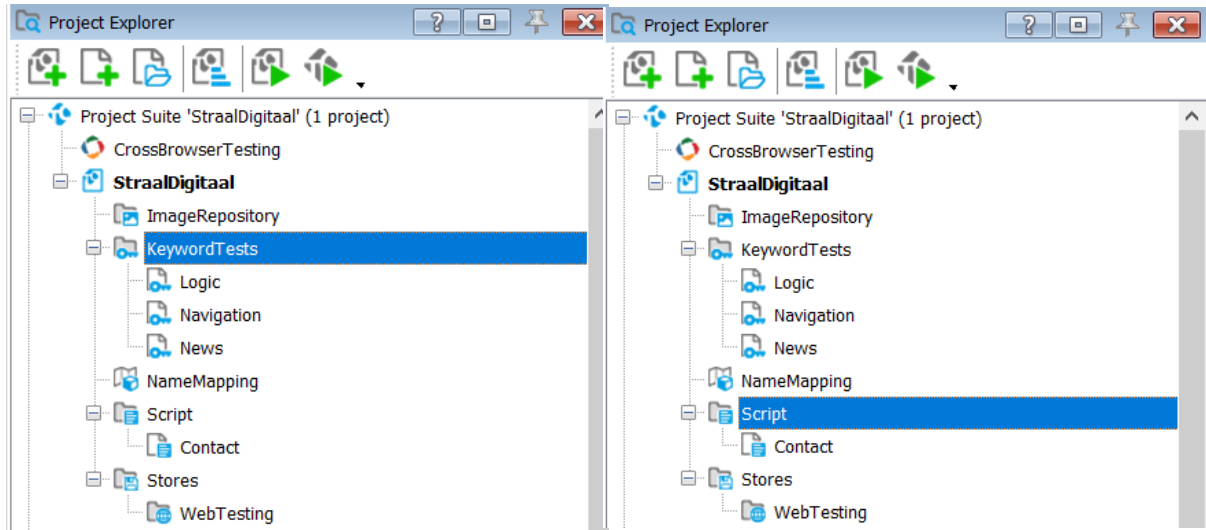 Project Explorer
Project Suite 'StraalDigitaal' (1 project)
CrossBrowserTesting
StraalDigitaal
ImageRepository
KeywordTests
Logic
Navigation
News
NameMapping
Script
Contact
Stores
WebTesting
Project Explorer
Project Suite 'StraalDigitaal' (1 project)
CrossBrowserTesting
StraalDigitaal
ImageRepository
KeywordTests
Logic
Navigation
News
NameMapping
Script
Contact
Stores
WebTesting